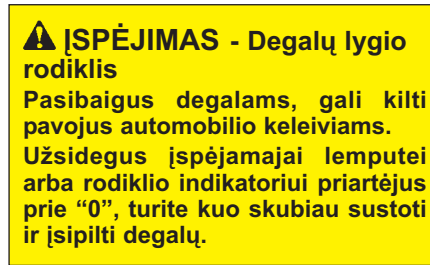 ĮSPĖJIMAS - Degalų lygio
rodiklis
Pasibaigus degalams, gali kilti
pavojus automobilio keleiviams.
Užsidegus įspėjamajai lemputei
arba rodiklio indikatoriui priartėjus
prie “0”, turite kuo skubiau sustoti
ir įsipilti degalų.